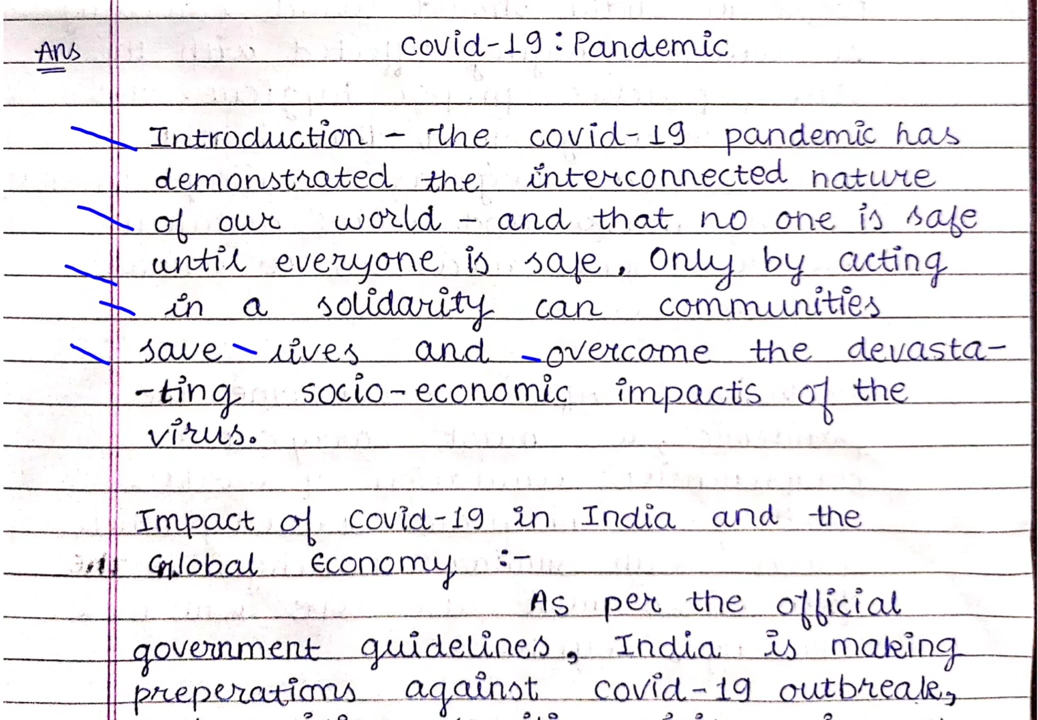 Ans
Covid-19 : Pandemic
Introduction - the covid-19 pandemic has
demonstrated the interconnected nature
of our world - and that no one is safe
until everyone is safe. Only by acting
in a solidarity can communities
save lives and overcome the devasta-
-ting socio-economic impacts of the
virus.
Impact of Covid-19 in India and the
Global Economy :-
As per the official
government guidelines, India is making
preperations against covid-19 outbreak,